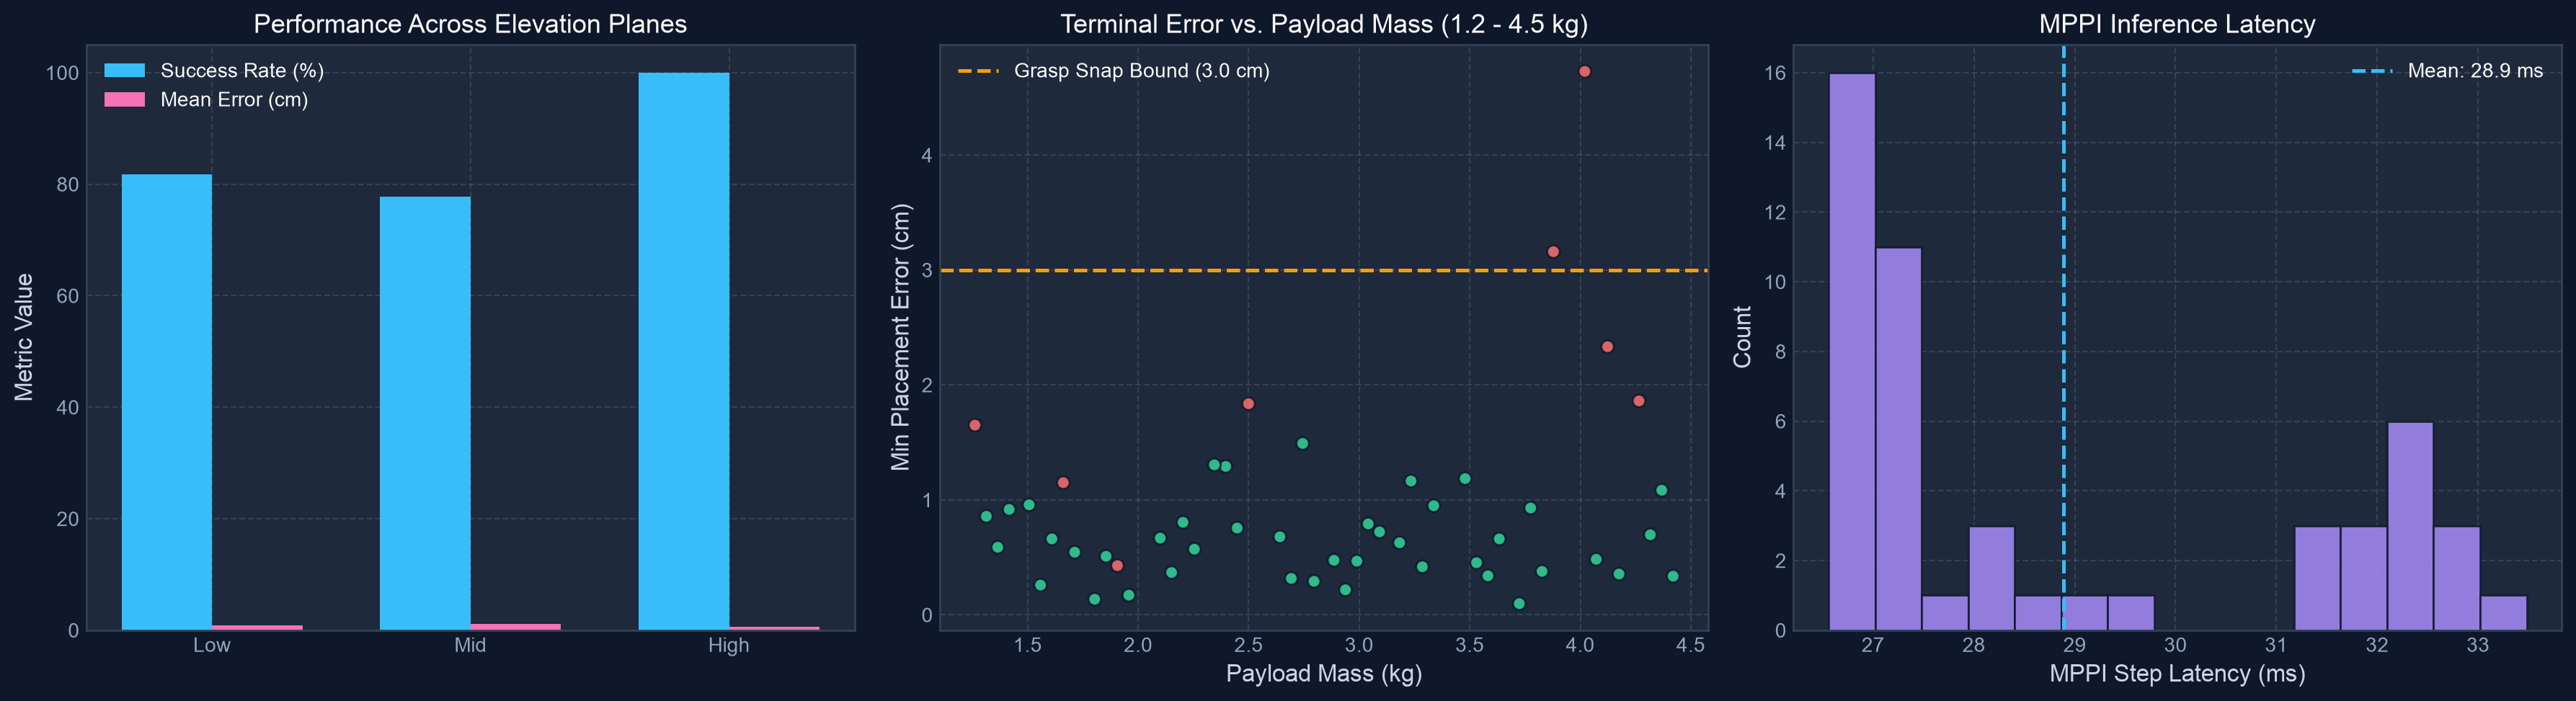 Performance Across Elevation Planes
Success Rate (%)
Mean Error (cm)
Metric Value
100
80
60
40
20
0
Low Mid High
Terminal Error vs. Payload Mass (1.2 - 4.5 kg)
Grasp Snap Bound (3.0 cm)
Min Placement Error (cm)
4
3
2
1
0
1.5 2.0 2.5 3.0 3.5 4.0 4.5
Payload Mass (kg)
MPPI Inference Latency
Mean: 28.9 ms
Count
16
14
12
10
8
6
4
2
0
27 28 29 30 31 32 33
MPPI Step Latency (ms)